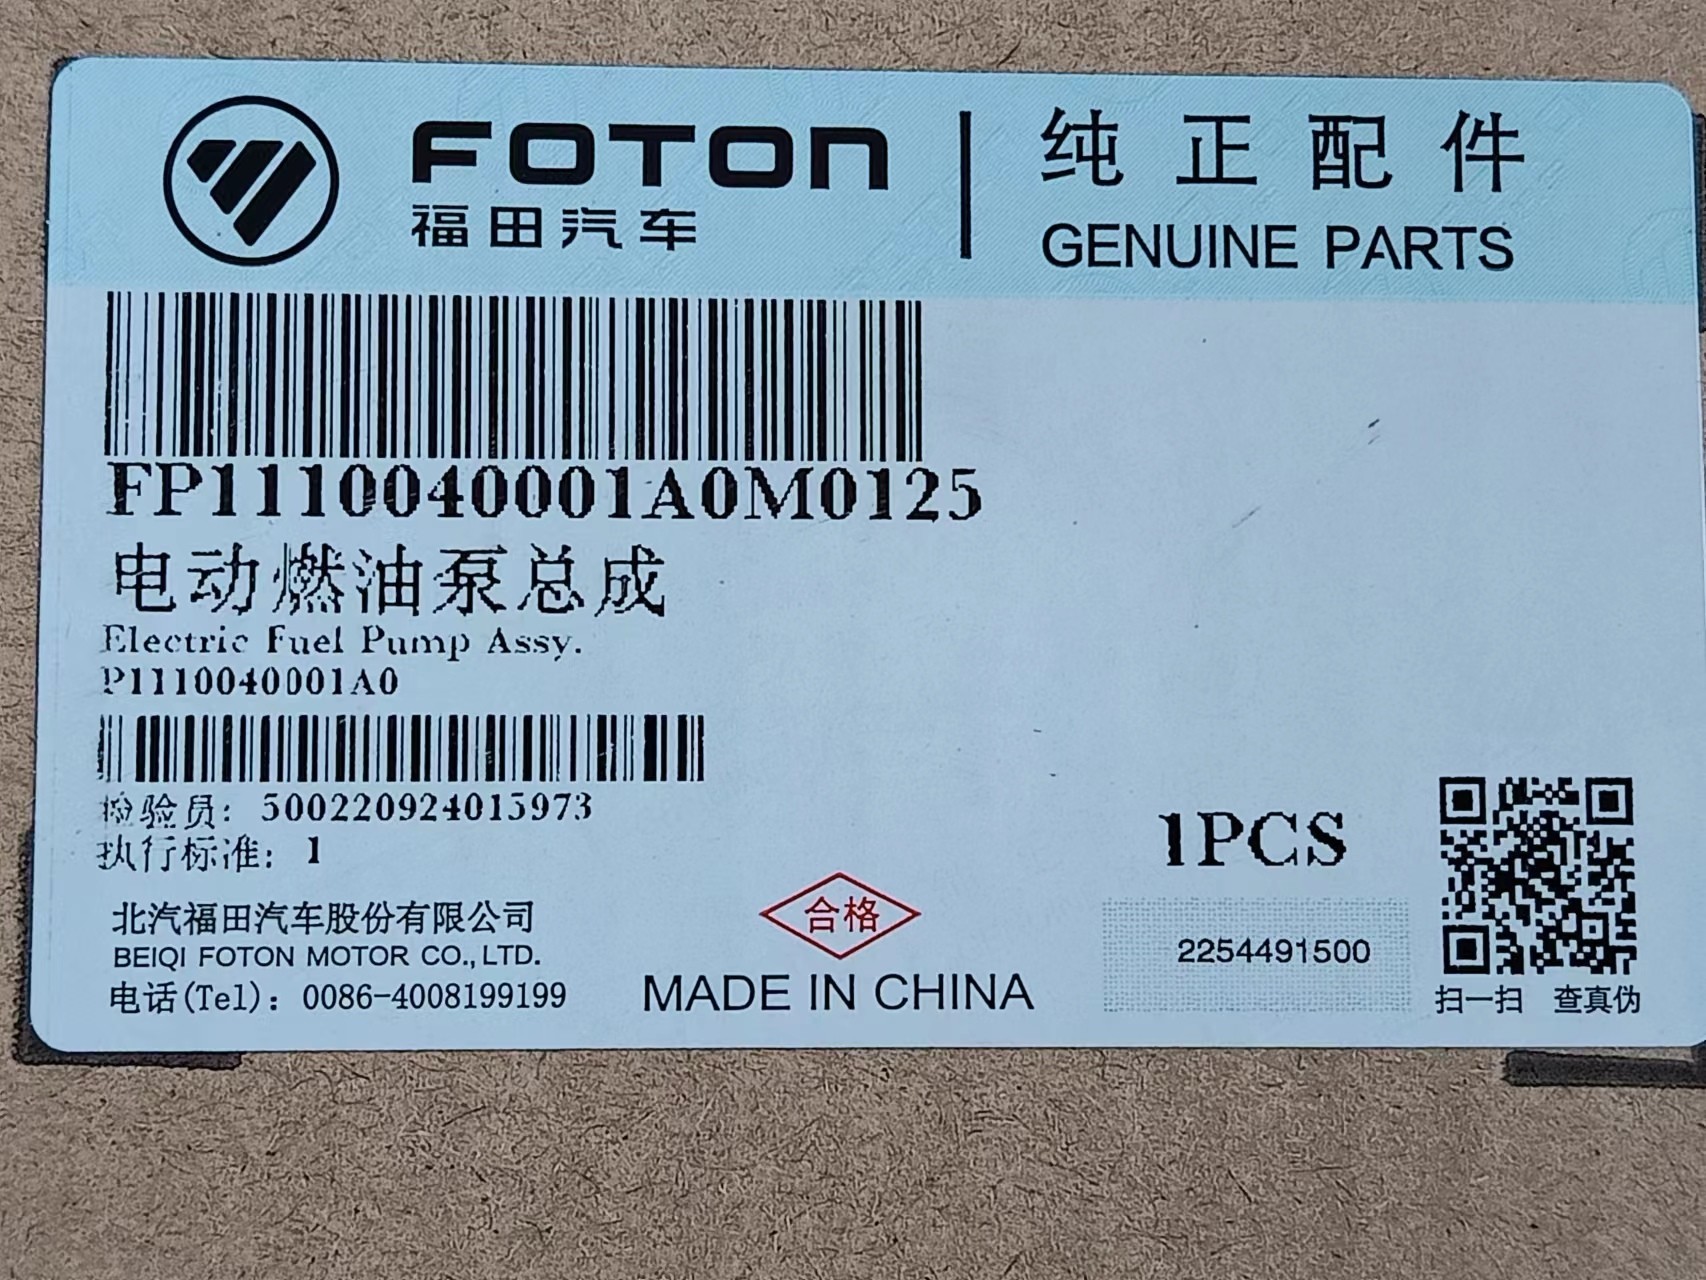 FOTON
福田汽车
纯正配件
GENUINE PARTS
FP1110040001A0M0125
电动燃油泵总成
Electric Fuel Pump Assy.
P1110040001A0
检验员: 500220924015973
执行标准: 1
1PCS
北汽福田汽车股份有限公司
BEIQI FOTON MOTOR CO., LTD.
电话(Tel): 0086-4008199199
合格
MADE IN CHINA
2254491500
扫一扫 查真伪